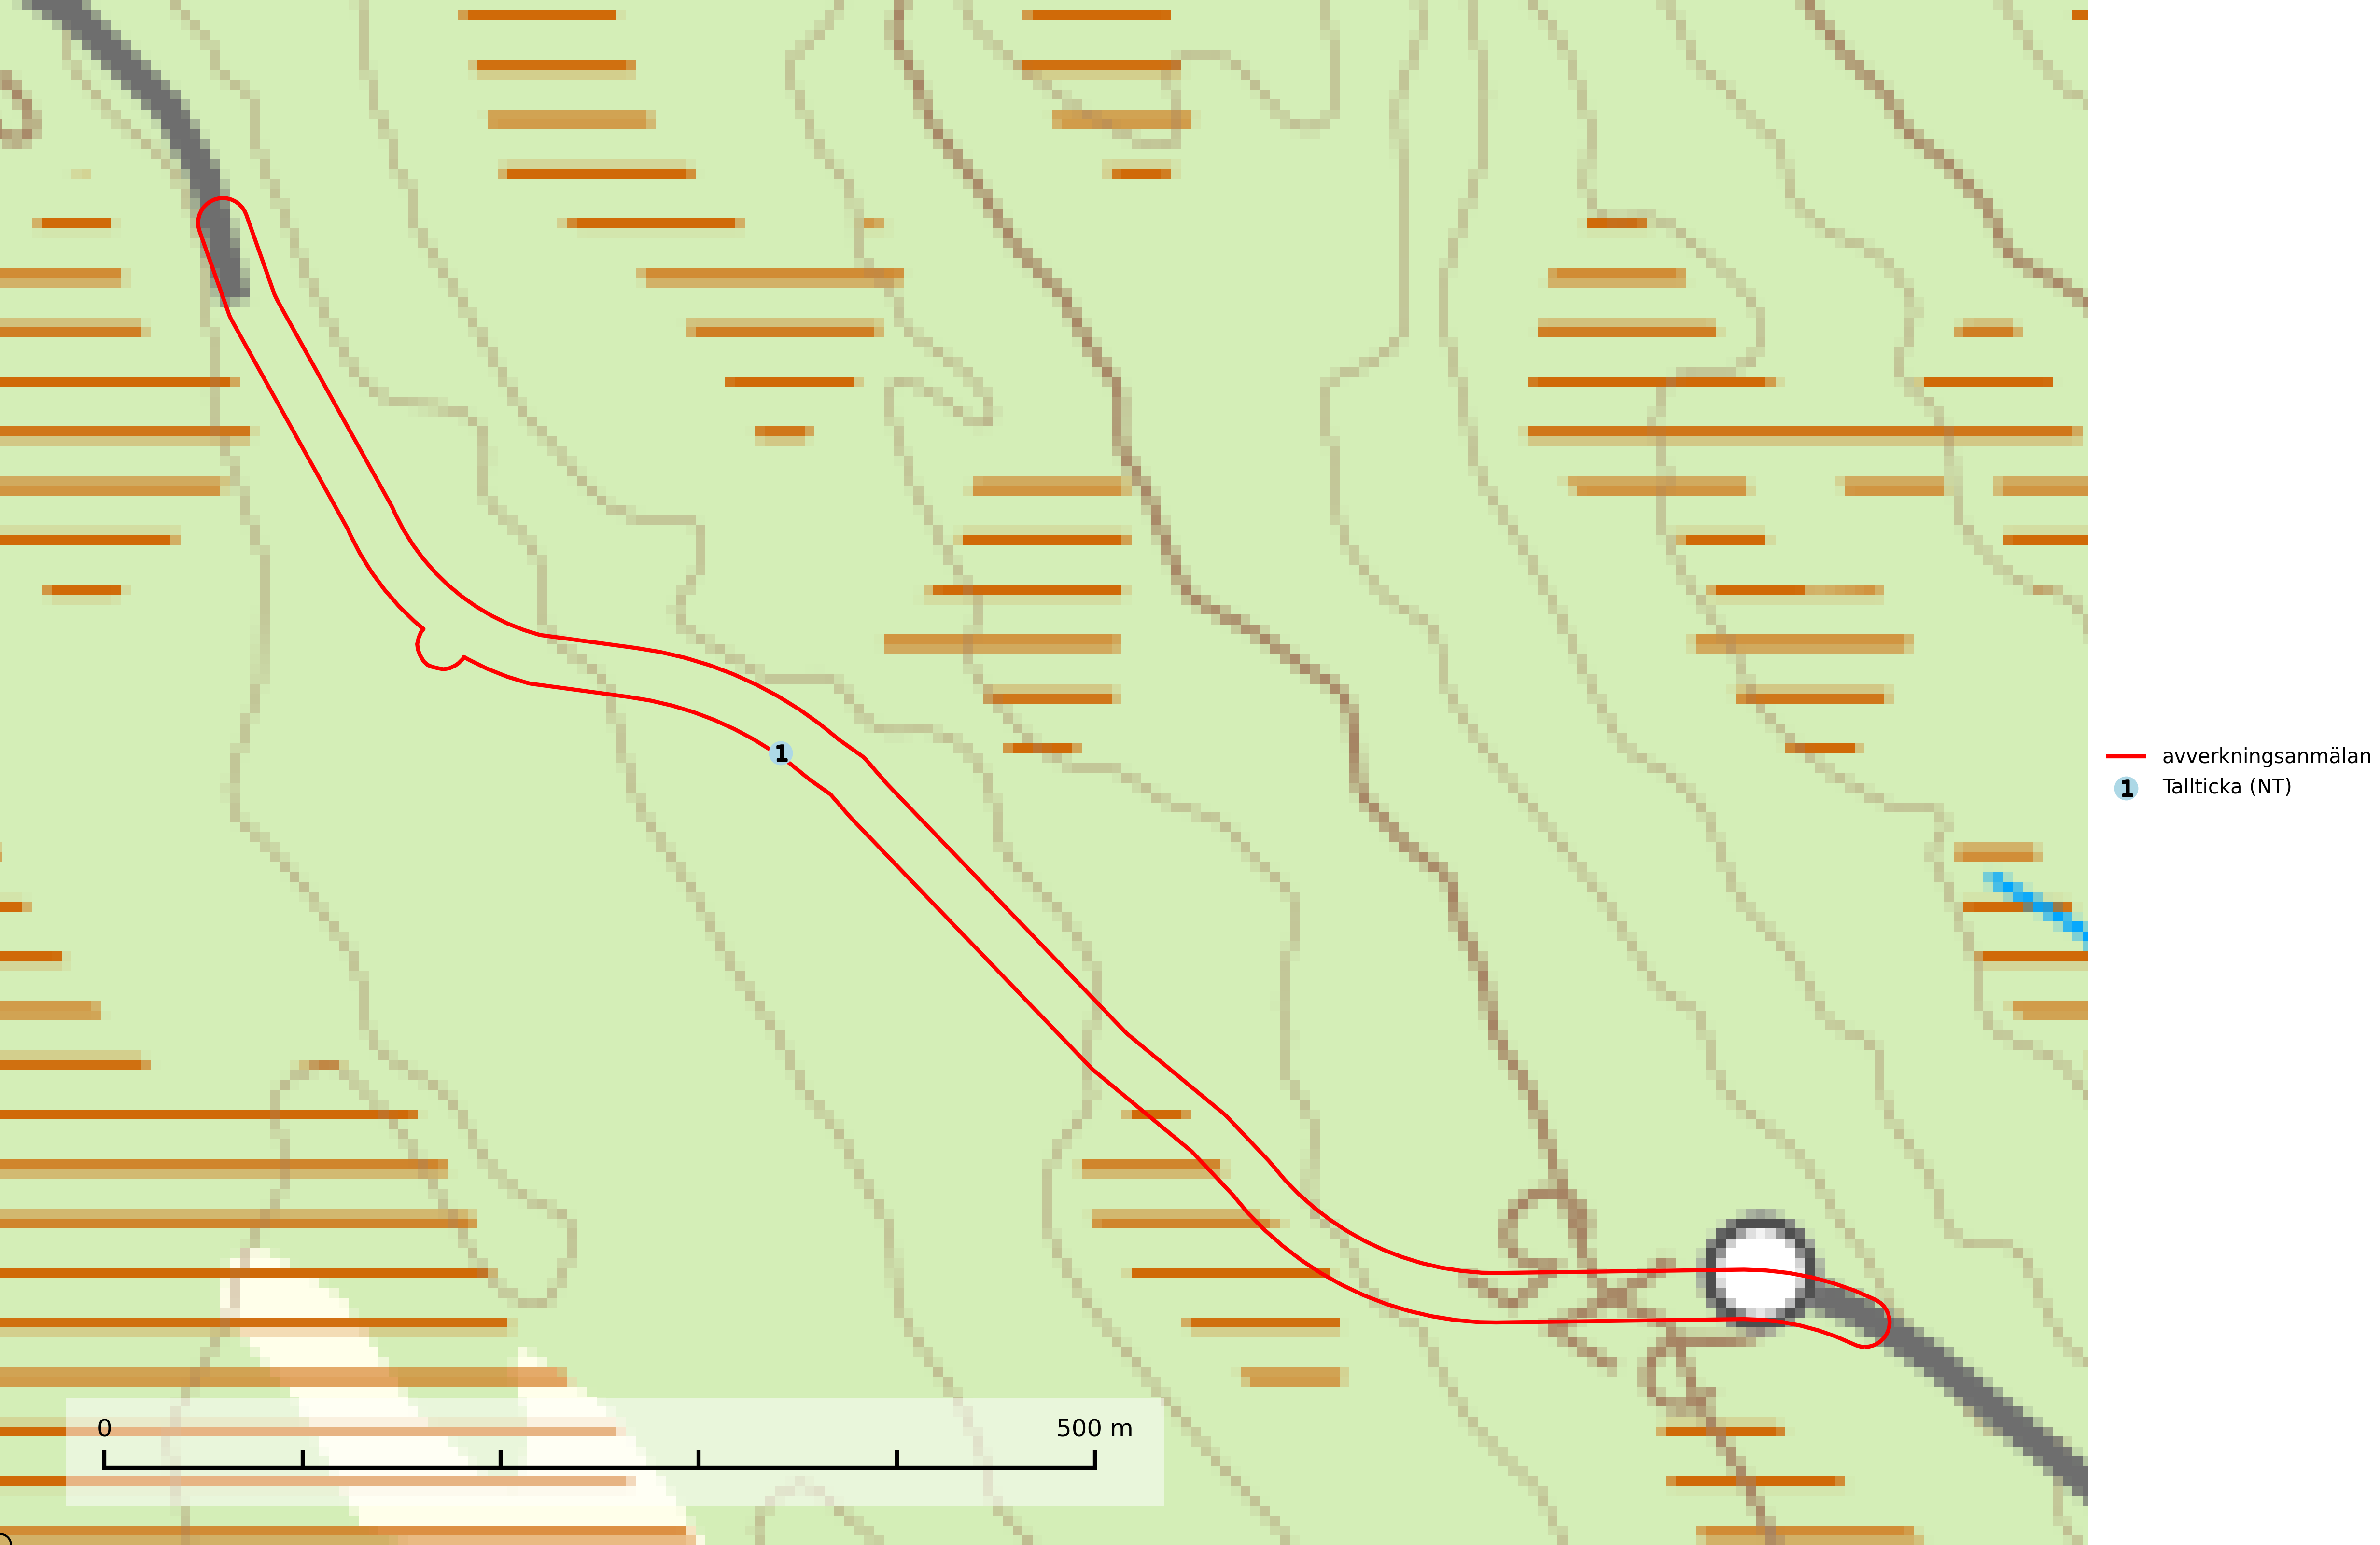 1
avverkningsanmälan
1 Tallticka (NT)
0 500 m